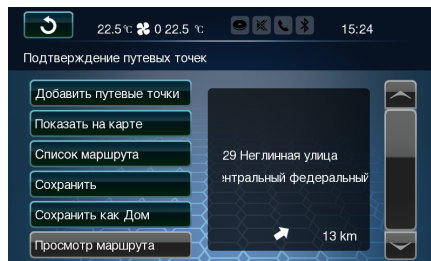 22.5 ℃ 0 22.5 ℃ 15:24
Подтверждение путевых точек
Добавить путевые точки
Показать на карте
Список маршрута
29 Неглинная улица
нтральный федеральный
Сохранить
Сохранить как Дом
13 km
Просмотр маршрута